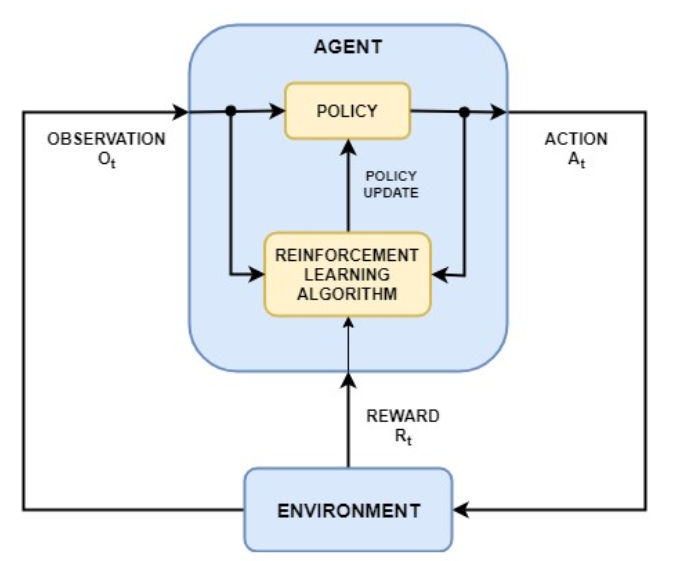 AGENT
POLICY
OBSERVATION
Ot
ACTION
At
POLICY
UPDATE
REINFORCEMENT
LEARNING
ALGORITHM
REWARD
Rt
ENVIRONMENT